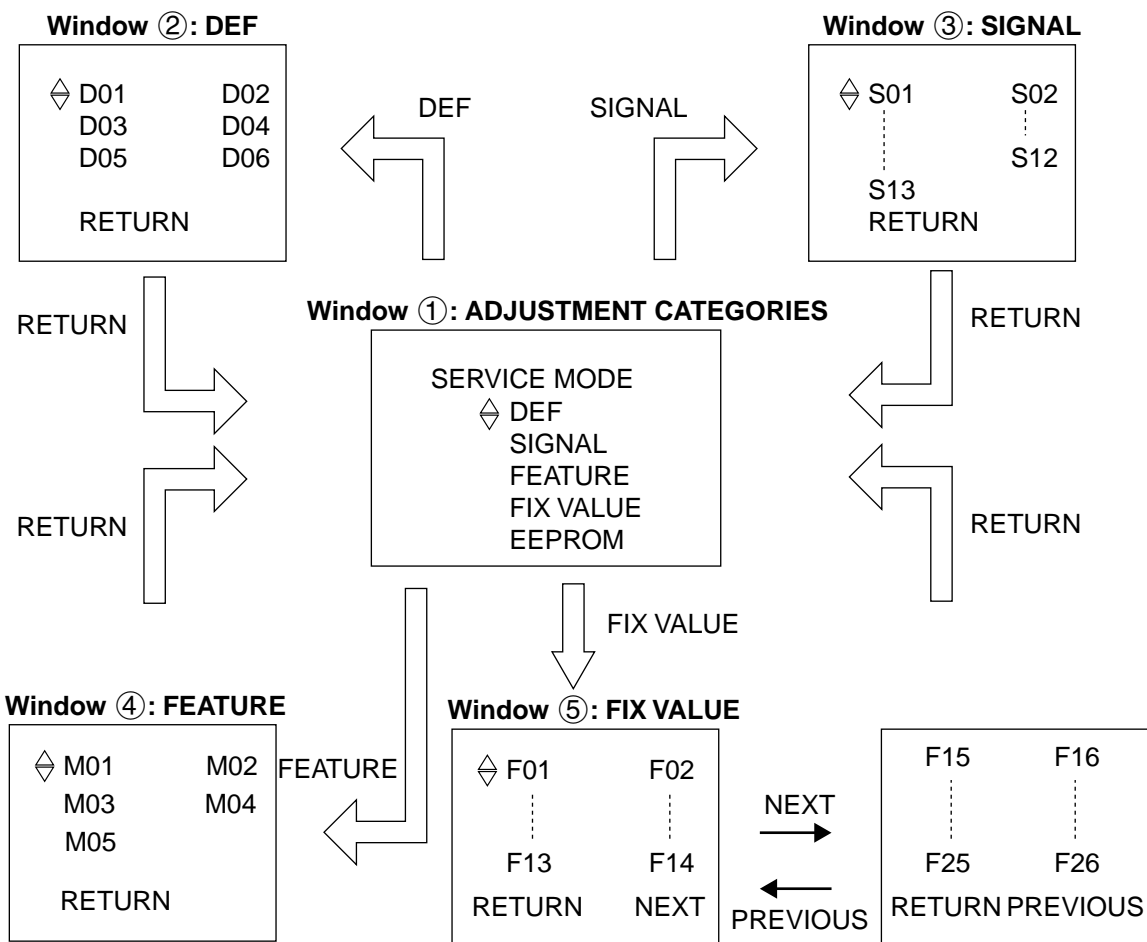 Window ②: DEF
D01 D02
D03 D04
D05 D06
RETURN
DEF
SIGNAL
Window ③: SIGNAL
S01 S02
S12
S13
RETURN
RETURN
RETURN
Window ①: ADJUSTMENT CATEGORIES
SERVICE MODE
DEF
SIGNAL
FEATURE
FIX VALUE
EEPROM
RETURN
RETURN
FIX VALUE
Window ④: FEATURE
M01 M02
M03 M04
M05
RETURN
FEATURE
Window ⑤: FIX VALUE
F01 F02
F13 F14
RETURN NEXT
NEXT
PREVIOUS
F15 F16
F25 F26
RETURN PREVIOUS